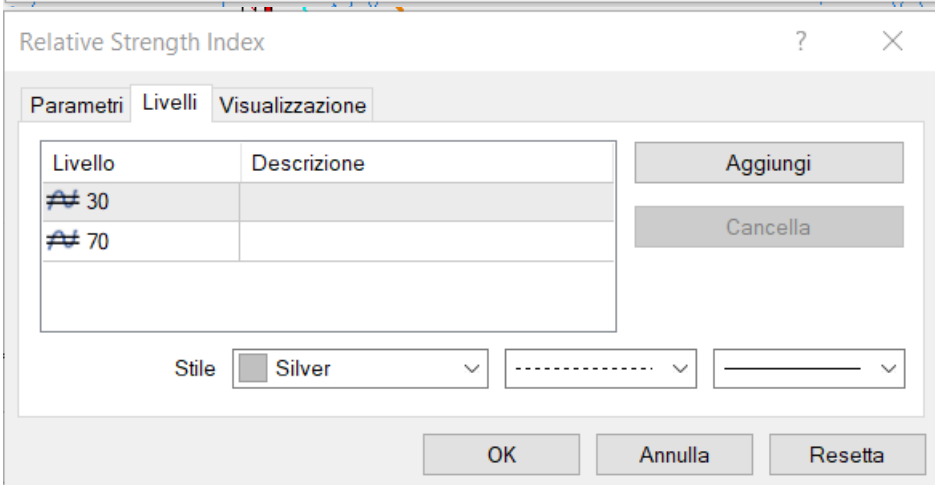 Relative Strength Index ?
Parametri Livelli Visualizzazione
Livello Descrizione
30
70
Aggiungi
Cancella
Stile Silver
OK Annulla Resetta